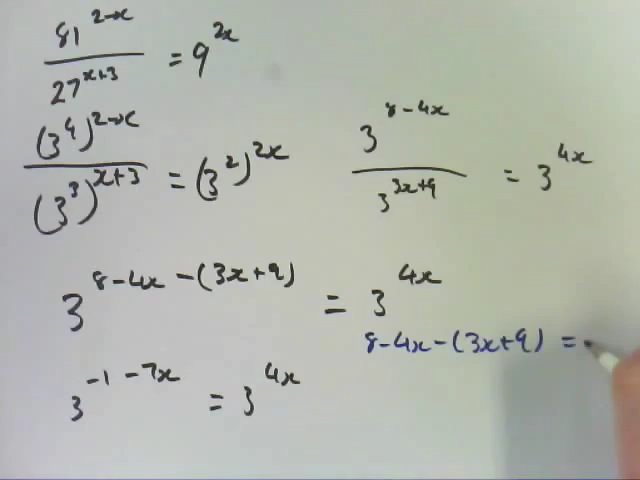 81^{2-x} / 27^{x+3} = 9^{2x}
(3^4)^{2-x} / (3^3)^{x+3} = (3^2)^{2x}
3^{8-4x} / 3^{3x+9} = 3^{4x}
3^{8-4x-(3x+9)} = 3^{4x}
8-4x-(3x+9) =
3^{-1-7x} = 3^{4x}